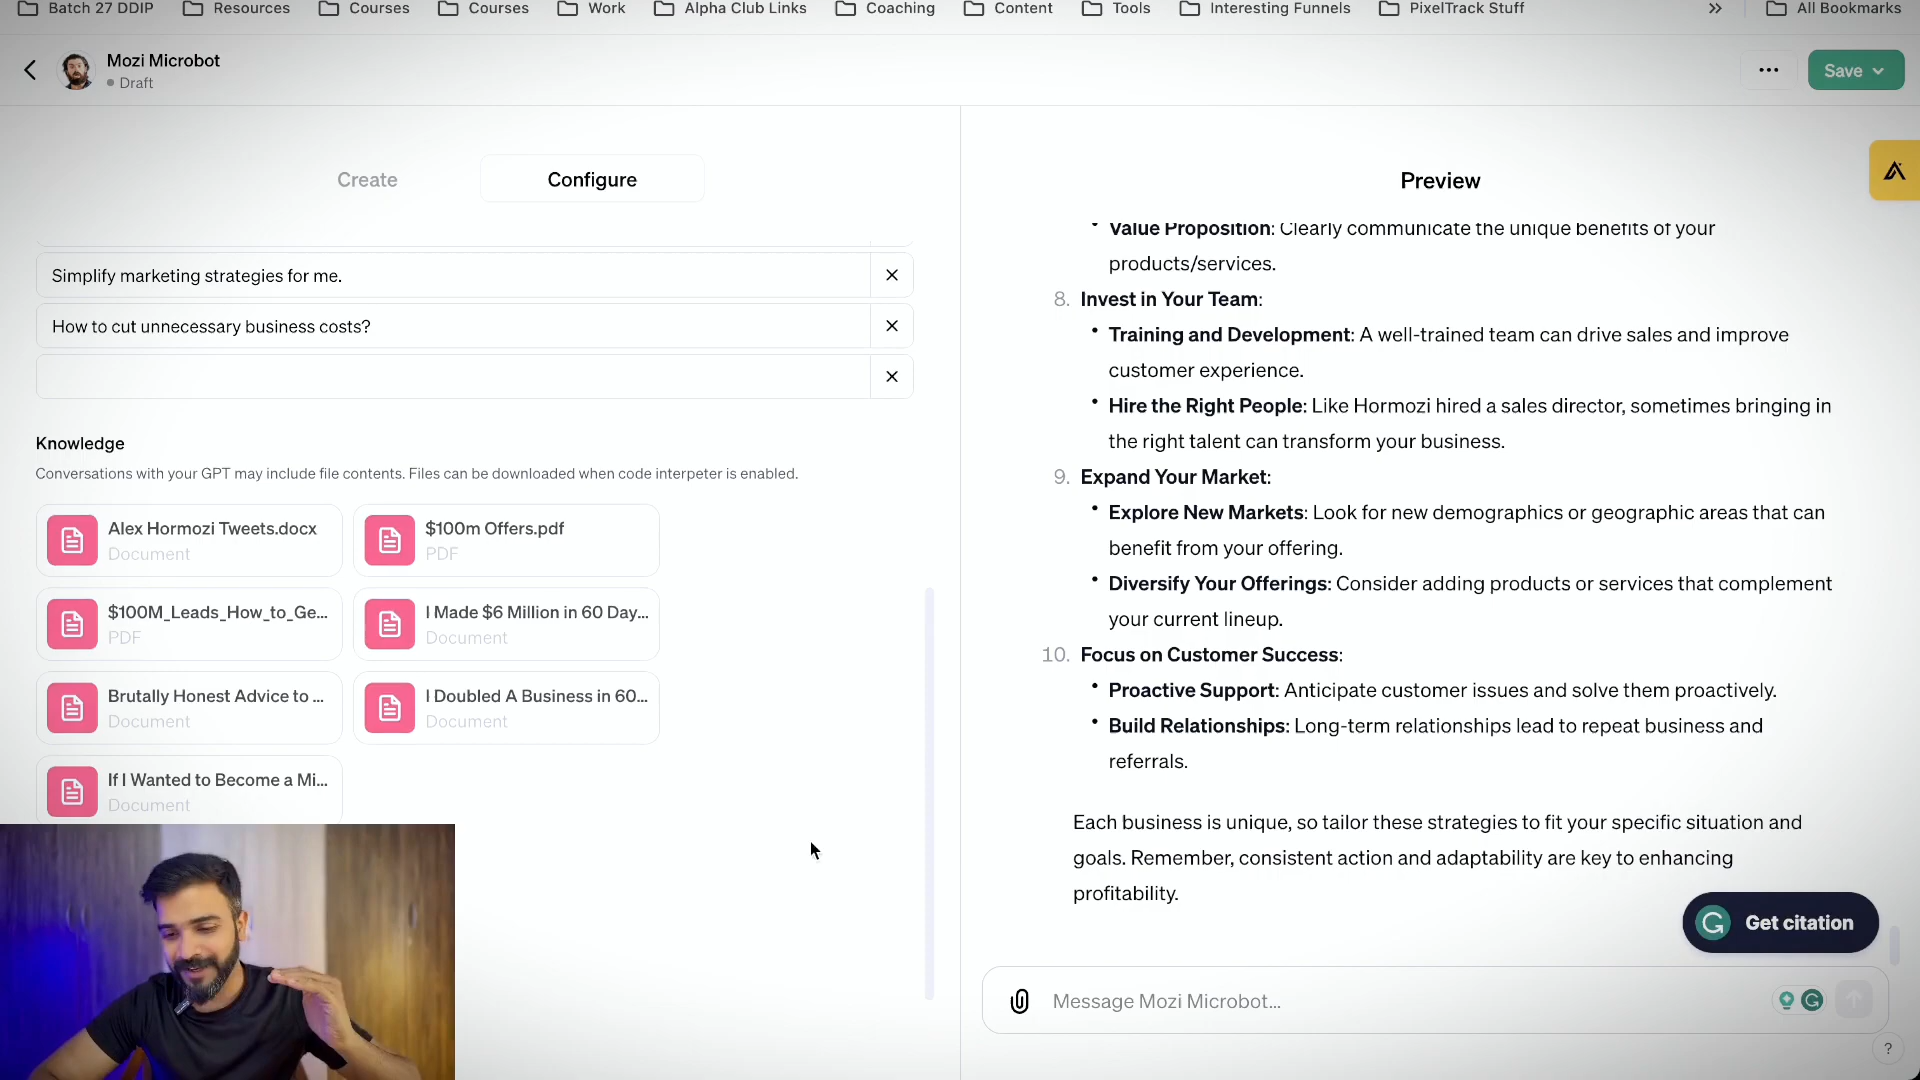 Batch 27 DDIP Resources Courses Courses Work Alpha Club Links Coaching Content Tools Interesting Funnels PixelTrack Stuff » All Bookmarks
Mozi Microbot
Draft
Save
Create Configure
Simplify marketing strategies for me.
How to cut unnecessary business costs?
Knowledge
Conversations with your GPT may include file contents. Files can be downloaded when code interpeter is enabled.
Alex Hormozi Tweets.docx
Document
$100m Offers.pdf
PDF
$100M_Leads_How_to_Ge...
PDF
I Made $6 Million in 60 Day...
Document
Brutally Honest Advice to ...
Document
I Doubled A Business in 60...
Document
If I Wanted to Become a Mi...
Document
Preview
• Value Proposition: Clearly communicate the unique benefits of your
products/services.
8. Invest in Your Team:
• Training and Development: A well-trained team can drive sales and improve
customer experience.
• Hire the Right People: Like Hormozi hired a sales director, sometimes bringing in
the right talent can transform your business.
9. Expand Your Market:
• Explore New Markets: Look for new demographics or geographic areas that can
benefit from your offering.
• Diversify Your Offerings: Consider adding products or services that complement
your current lineup.
10. Focus on Customer Success:
• Proactive Support: Anticipate customer issues and solve them proactively.
• Build Relationships: Long-term relationships lead to repeat business and
referrals.
Each business is unique, so tailor these strategies to fit your specific situation and
goals. Remember, consistent action and adaptability are key to enhancing
profitability.
Get citation
Message Mozi Microbot...
?